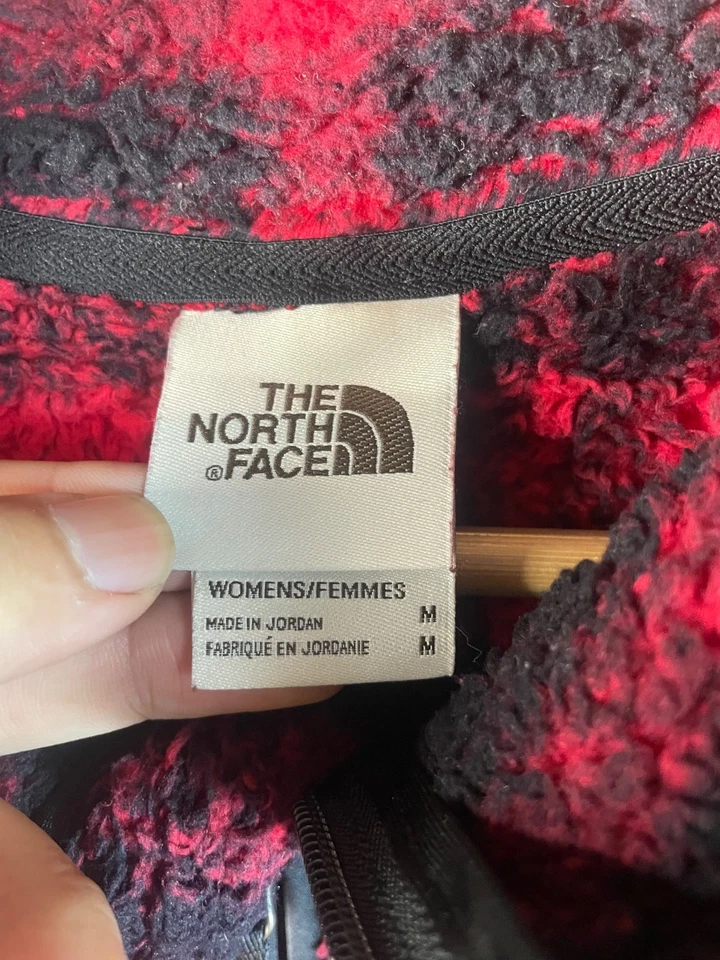 THE
NORTH
®FACE
WOMENS/FEMMES
MADE IN JORDAN M
FABRIQUÉ EN JORDANIE M